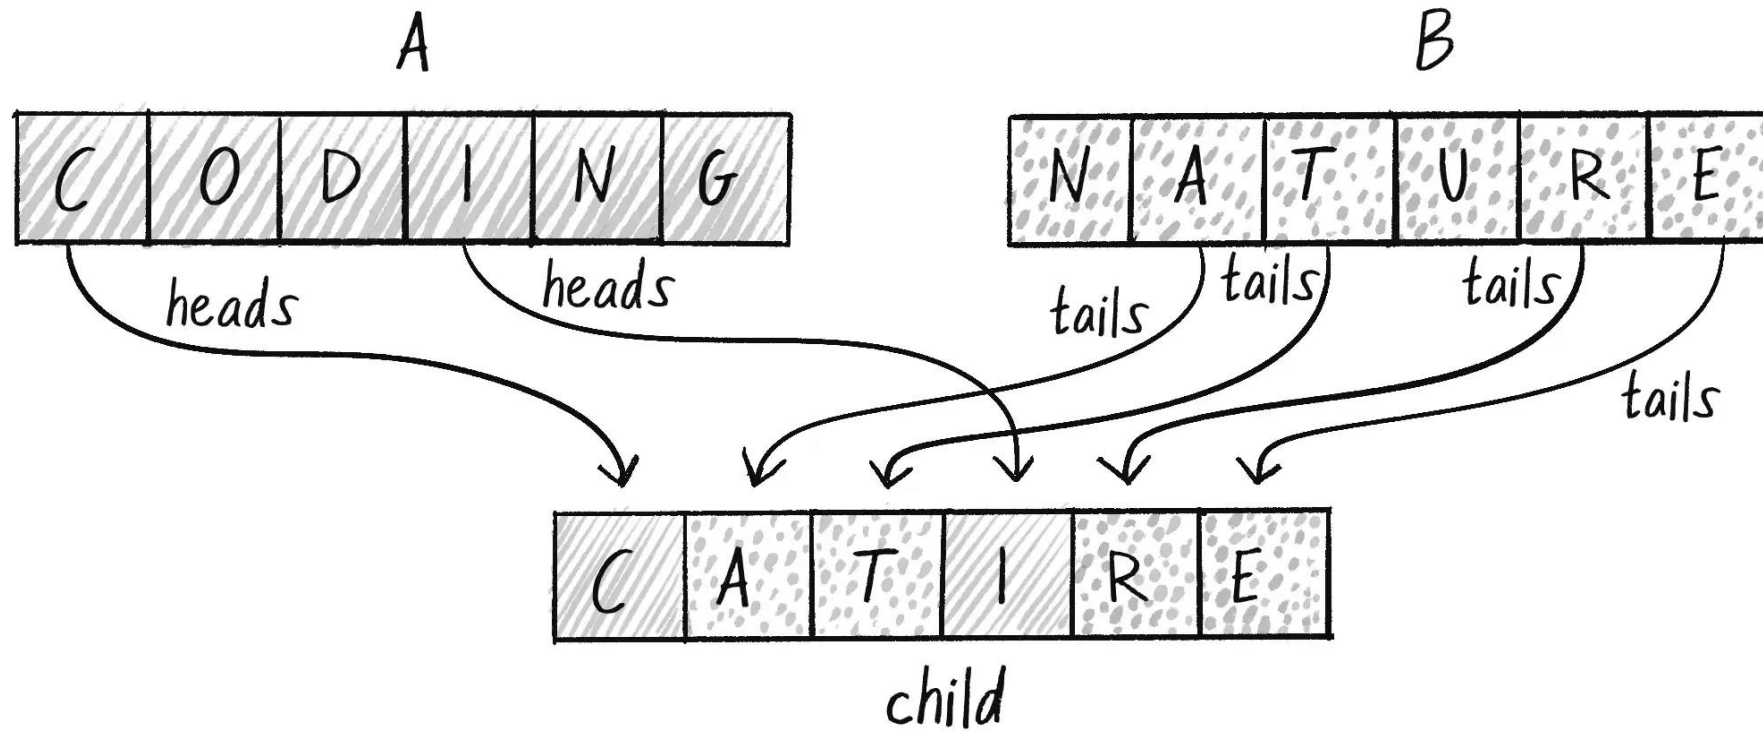 A B
C O D I N G N A T U R E
heads heads tails tails tails
tails
C A T I R E
child